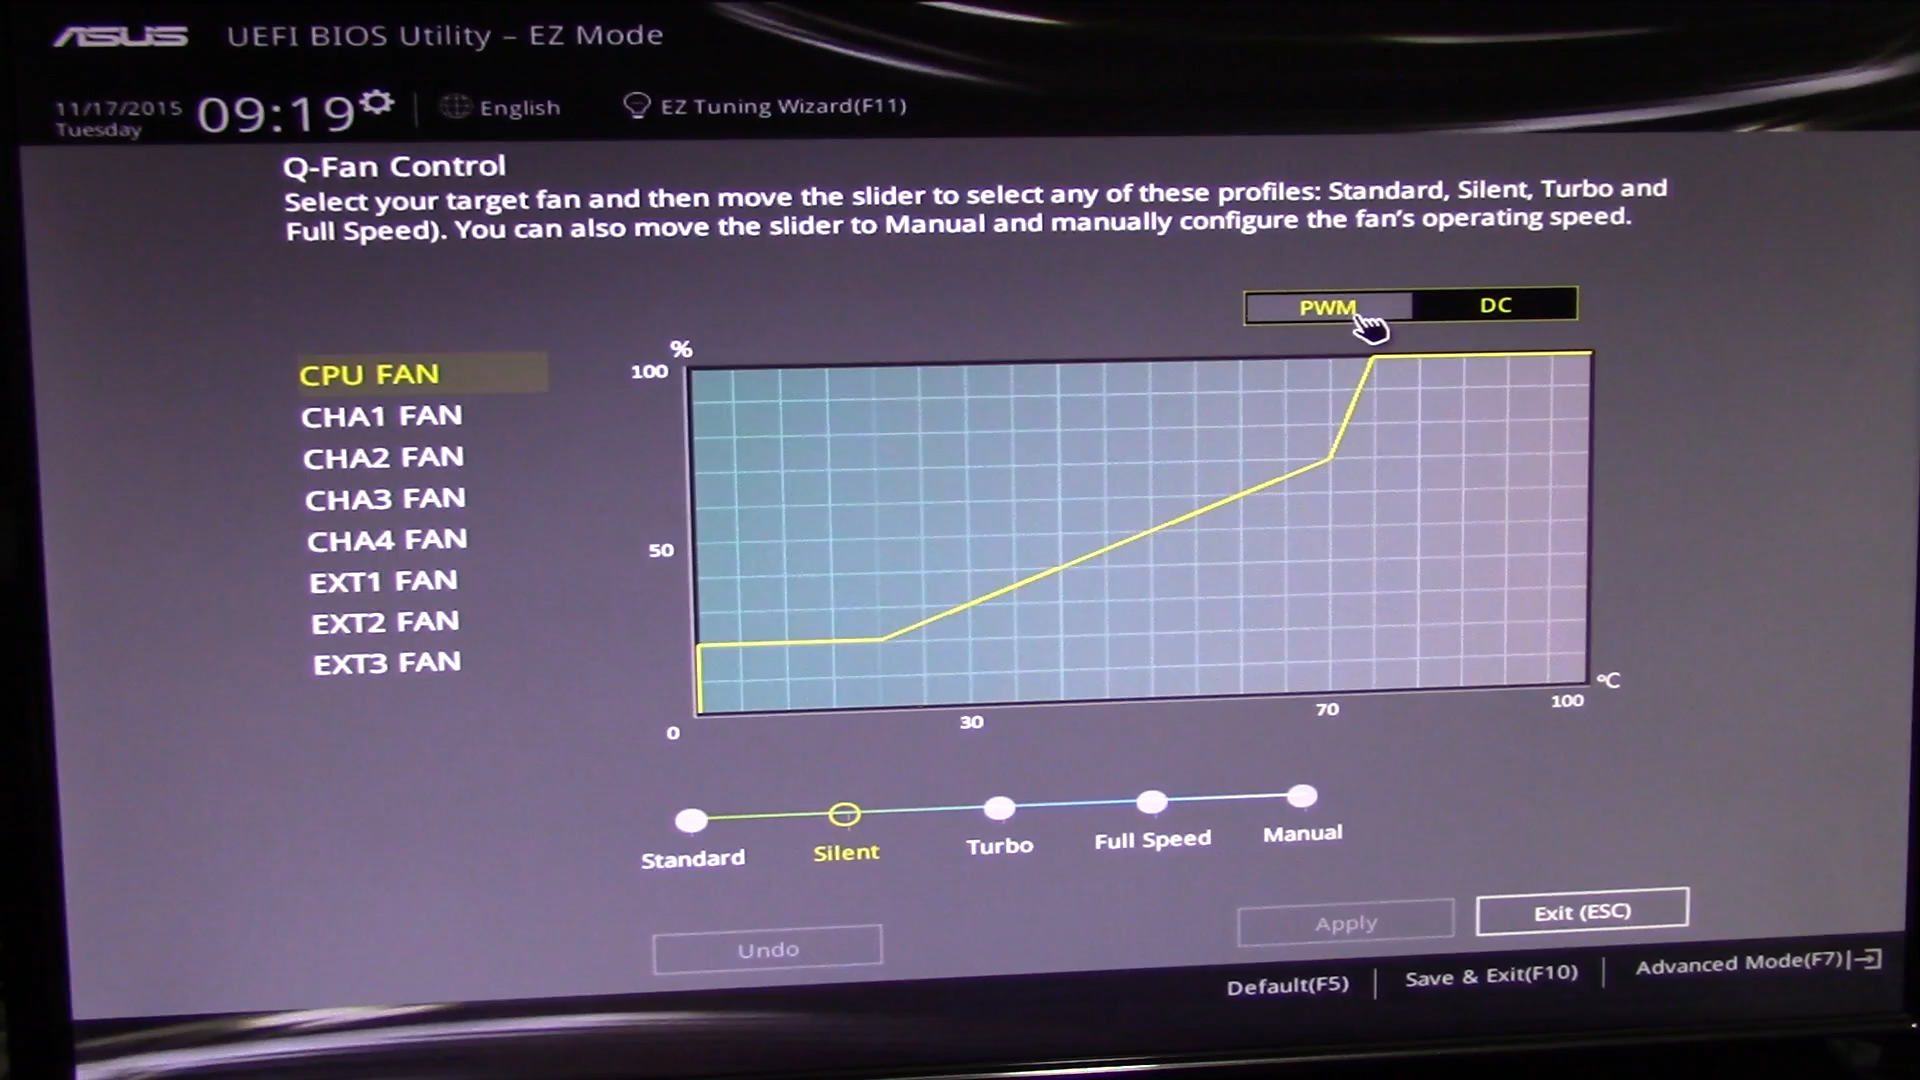 ASUS UEFI BIOS Utility – EZ Mode
11/17/2015
Tuesday
09:19
English
EZ Tuning Wizard(F11)
Q-Fan Control
Select your target fan and then move the slider to select any of these profiles: Standard, Silent, Turbo and
Full Speed). You can also move the slider to Manual and manually configure the fan's operating speed.
PWM DC
CPU FAN
CHA1 FAN
CHA2 FAN
CHA3 FAN
CHA4 FAN
EXT1 FAN
EXT2 FAN
EXT3 FAN
%
100
50
0
30
70
100
°C
Standard Silent Turbo Full Speed Manual
Undo Apply Exit (ESC)
Default(F5) Save & Exit(F10) Advanced Mode(F7)